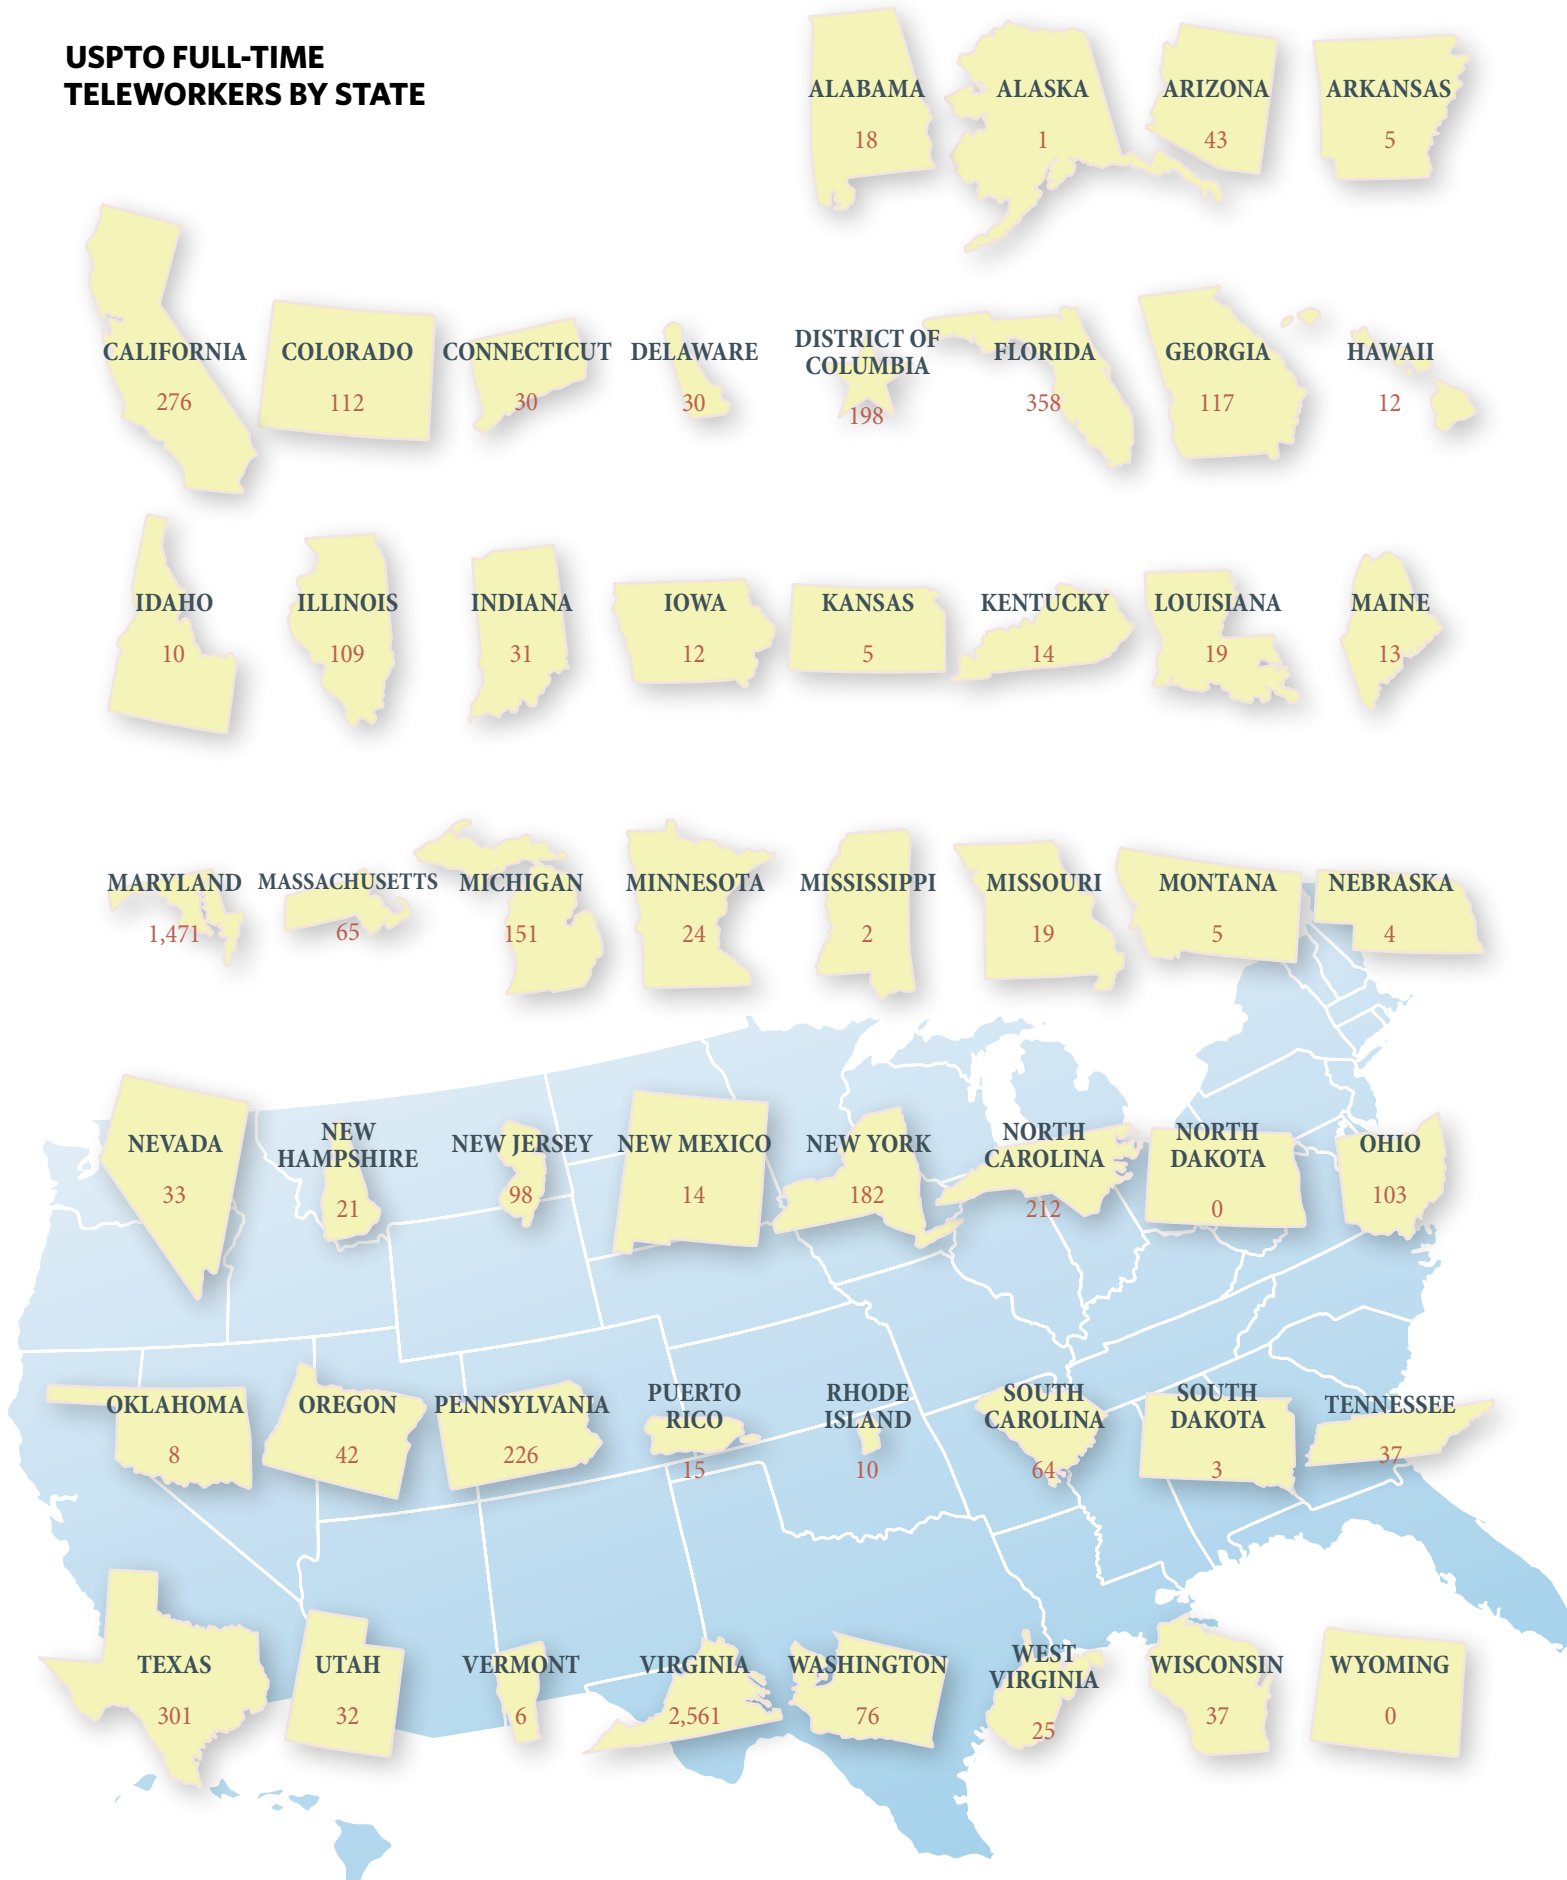 USPTO FULL-TIME
TELEWORKERS BY STATE
ALABAMA
18
ALASKA
1
ARIZONA
43
ARKANSAS
5
CALIFORNIA
276
COLORADO
112
CONNECTICUT
30
DELAWARE
30
DISTRICT OF
COLUMBIA
198
FLORIDA
358
GEORGIA
117
HAWAII
12
IDAHO
10
ILLINOIS
109
INDIANA
31
IOWA
12
KANSAS
5
KENTUCKY
14
LOUISIANA
19
MAINE
13
MARYLAND
1,471
MASSACHUSETTS
65
MICHIGAN
151
MINNESOTA
24
MISSISSIPPI
2
MISSOURI
19
MONTANA
5
NEBRASKA
4
NEVADA
33
NEW
HAMPSHIRE
21
NEW JERSEY
98
NEW MEXICO
14
NEW YORK
182
NORTH
CAROLINA
212
NORTH
DAKOTA
0
OHIO
103
OKLAHOMA
8
OREGON
42
PENNSYLVANIA
226
PUERTO
RICO
15
RHODE
ISLAND
10
SOUTH
CAROLINA
64
SOUTH
DAKOTA
3
TENNESSEE
37
TEXAS
301
UTAH
32
VERMONT
6
VIRGINIA
2,561
WASHINGTON
76
WEST
VIRGINIA
25
WISCONSIN
37
WYOMING
0